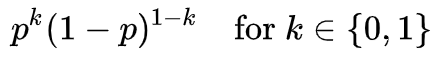 p^k(1 − p)^{1−k} for k ∈ {0, 1}